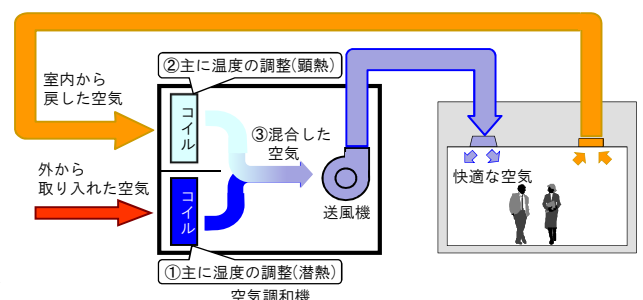 ②主に温度の調整(顕熱)
室内から
戻した空気
コイル
③混合した
空気
外から
取り入れた空気
コイル
送風機
快適な空気
①主に湿度の調整(潜熱)
空気調和機